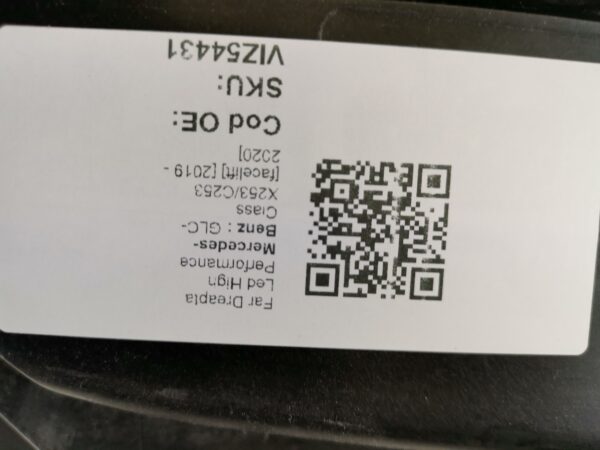 Far Dreapta
Led High
Performance
Mercedes-
Benz : GLC-
Class
X253/C253
[facelift] [2019 -
2020]
Cod OE:
SKU:
VIZ54431